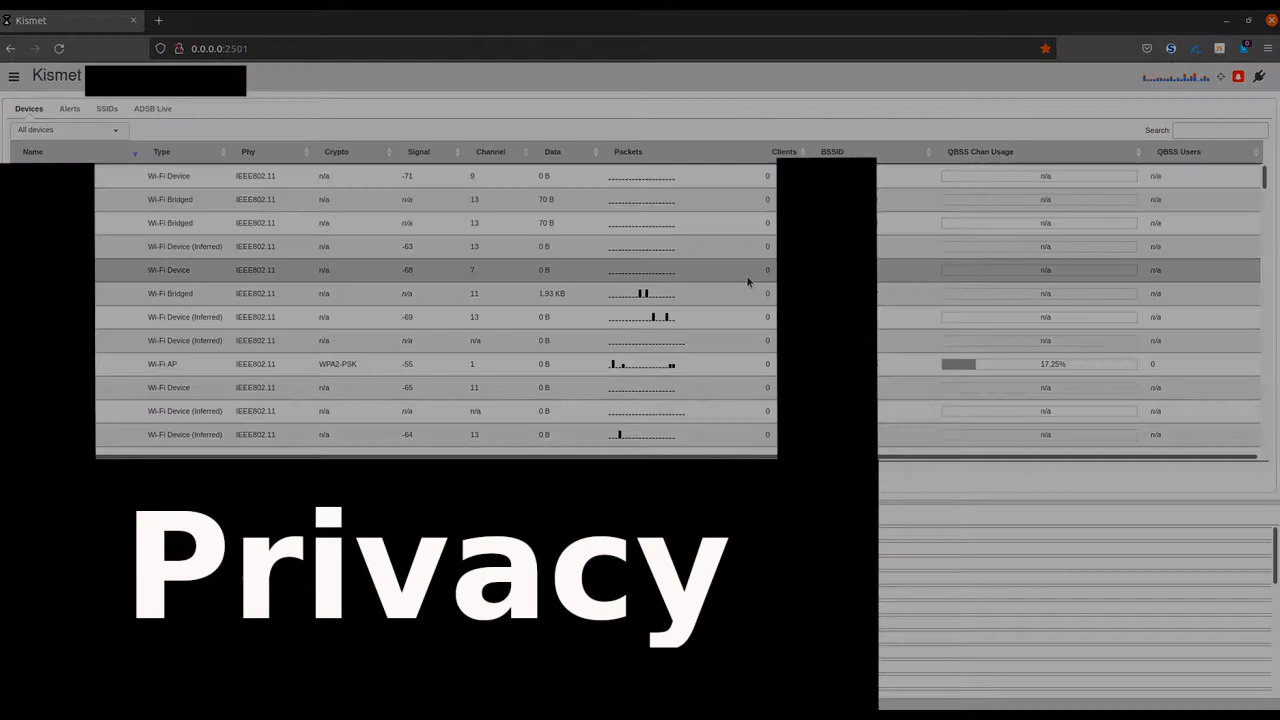 Kismet
0.0.0.0:2501
0
Kismet
Devices Alerts SSIDs ADSB Live
All devices Search:
Name Type Phy Crypto Signal Channel Data Packets Clients BSSID QBSS Chan Usage QBSS Users
Wi-Fi Device IEEE802.11 n/a -71 9 0 B 0 n/a n/a
Wi-Fi Bridged IEEE802.11 n/a n/a 13 70 B 0 n/a n/a
Wi-Fi Bridged IEEE802.11 n/a n/a 13 70 B 0 n/a n/a
Wi-Fi Device (Inferred) IEEE802.11 n/a -63 13 0 B 0 n/a n/a
Wi-Fi Device IEEE802.11 n/a -68 7 0 B 0 n/a n/a
Wi-Fi Bridged IEEE802.11 n/a n/a 11 1.93 KB 0 n/a n/a
Wi-Fi Device (Inferred) IEEE802.11 n/a -69 13 0 B 0 n/a n/a
Wi-Fi Device (Inferred) IEEE802.11 n/a n/a n/a 0 B 0 n/a n/a
Wi-Fi AP IEEE802.11 WPA2-PSK -55 1 0 B 0 17.25% 0
Wi-Fi Device IEEE802.11 n/a -65 11 0 B 0 n/a n/a
Wi-Fi Device (Inferred) IEEE802.11 n/a n/a n/a 0 B 0 n/a n/a
Wi-Fi Device (Inferred) IEEE802.11 n/a -64 13 0 B 0 n/a n/a
Privacy